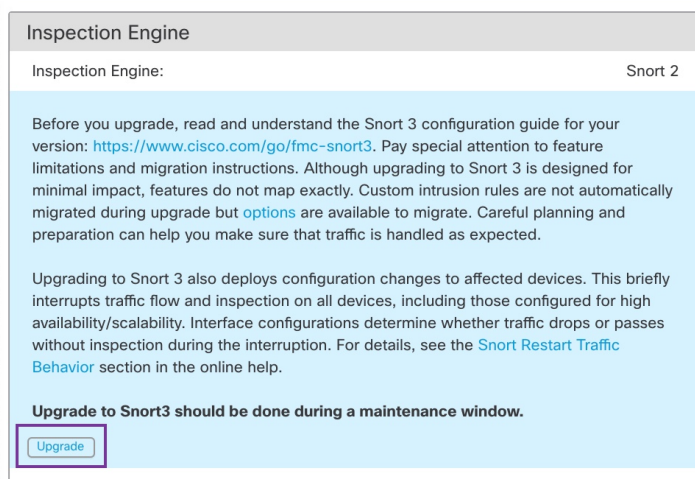 Inspection Engine
Inspection Engine: Snort 2
Before you upgrade, read and understand the Snort 3 configuration guide for your
version: https://www.cisco.com/go/fmc-snort3. Pay special attention to feature
limitations and migration instructions. Although upgrading to Snort 3 is designed for
minimal impact, features do not map exactly. Custom intrusion rules are not automatically
migrated during upgrade but options are available to migrate. Careful planning and
preparation can help you make sure that traffic is handled as expected.
Upgrading to Snort 3 also deploys configuration changes to affected devices. This briefly
interrupts traffic flow and inspection on all devices, including those configured for high
availability/scalability. Interface configurations determine whether traffic drops or passes
without inspection during the interruption. For details, see the Snort Restart Traffic
Behavior section in the online help.
Upgrade to Snort3 should be done during a maintenance window.
Upgrade